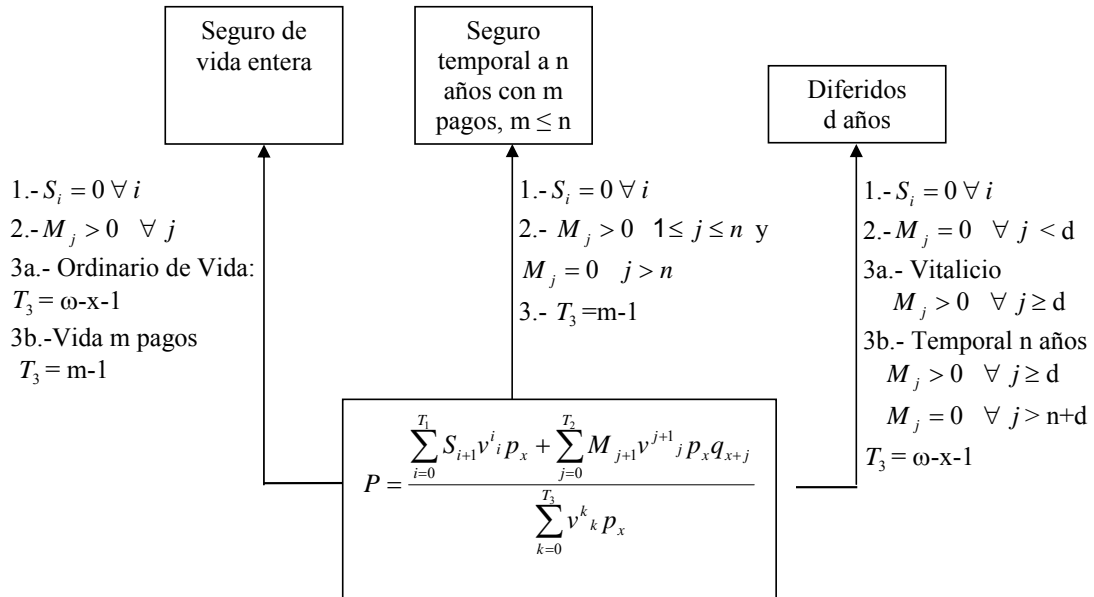 Seguro de
vida entera
Seguro
temporal a n
años con m
pagos, m ≤ n
Diferidos
d años
1.- S_i = 0 ∀ i
2.- M_j > 0 ∀ j
3a.- Ordinario de Vida:
T_3 = ω-x-1
3b.-Vida m pagos
T_3 = m-1
1.- S_i = 0 ∀ i
2.- M_j > 0 1 ≤ j ≤ n y
M_j = 0 j > n
3.- T_3 =m-1
1.- S_i = 0 ∀ i
2.- M_j = 0 ∀ j < d
3a.- Vitalicio
M_j > 0 ∀ j ≥ d
3b.- Temporal n años
M_j > 0 ∀ j ≥ d
M_j = 0 ∀ j > n+d
T_3 = ω-x-1
P = \frac{\sum_{i=0}^{T_1} S_{i+1} v^i {}_i p_x + \sum_{j=0}^{T_2} M_{j+1} v^{j+1} {}_j p_x q_{x+j}}{\sum_{k=0}^{T_3} v^k {}_k p_x}